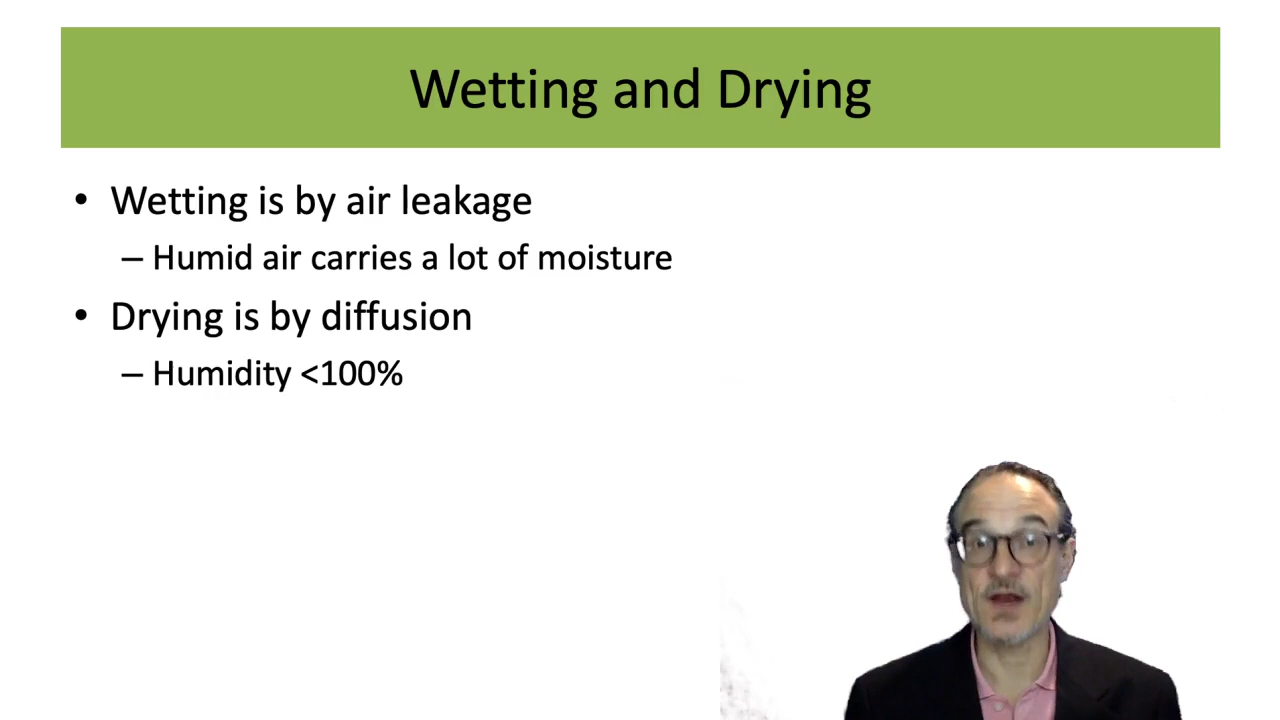 Wetting and Drying
• Wetting is by air leakage
– Humid air carries a lot of moisture
• Drying is by diffusion
– Humidity <100%